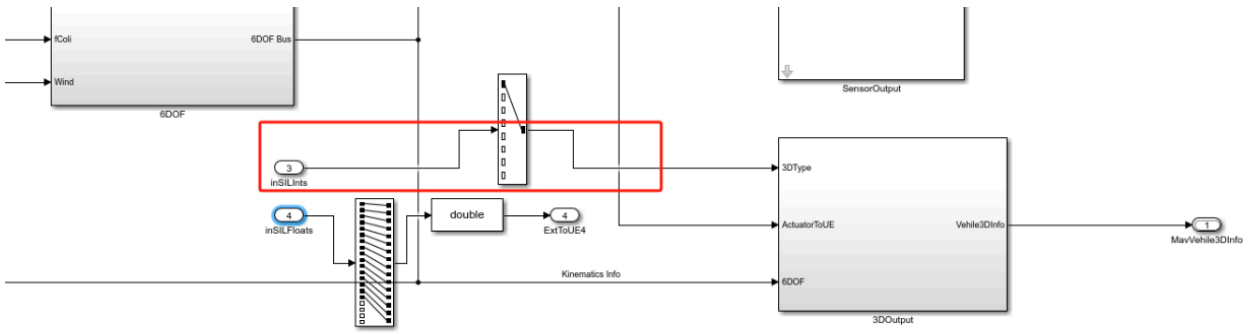 fColi
6DOF Bus
Wind
6DOF
SensorOutput
3
inSILInts
3DType
4
inSILFloats
double
4
ExtToUE4
ActuatorToUE
Vehile3DInfo
1
MavVehile3DInfo
Kinematics Info
6DOF
3DOutput